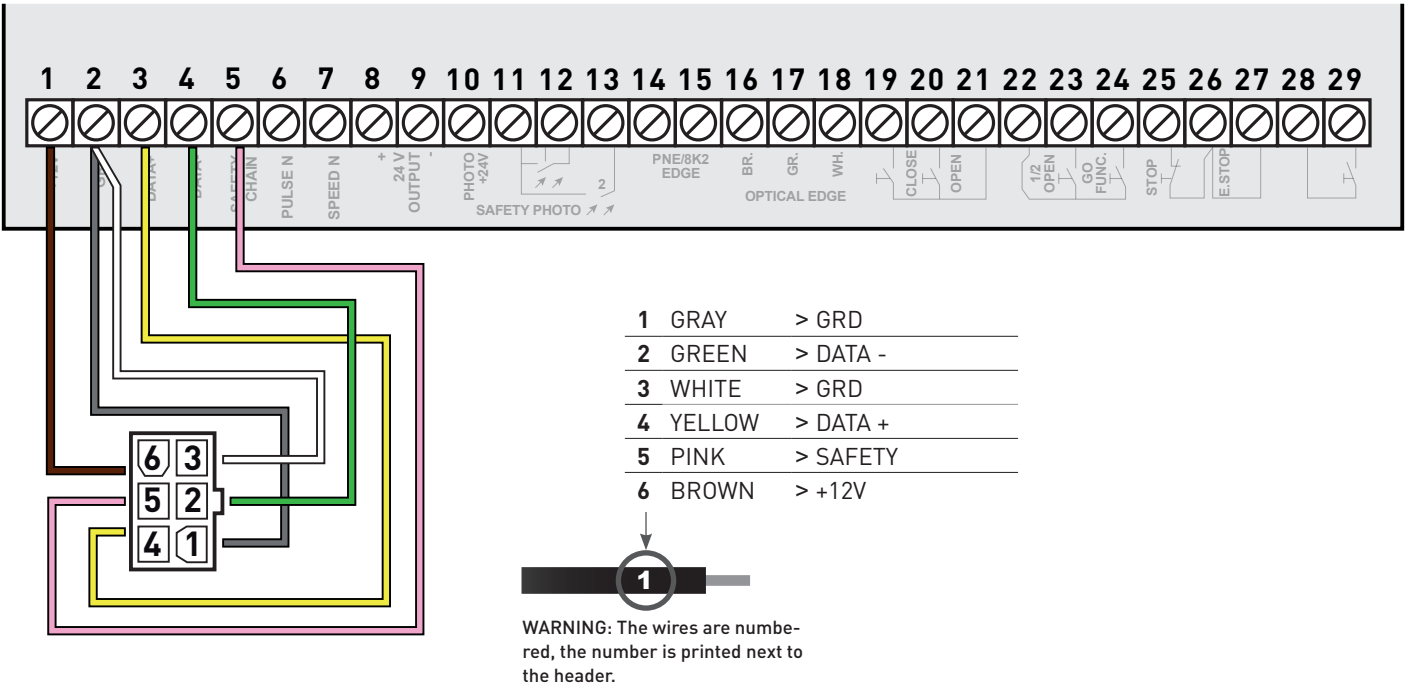 1 2 3 4 5 6 7 8 9 10 11 12 13 14 15 16 17 18 19 20 21 22 23 24 25 26 27 28 29
DATA+
SAFETY
CHAIN
PULSE N
SPEED N
+ -
24 V
OUTPUT
PHOTO
+24V
2
SAFETY PHOTO
PNE/8K2
EDGE
BR.
GR.
WH.
OPTICAL EDGE
CLOSE
OPEN
1/2
OPEN
GO
FUNC.
STOP
E.STOP
1 GRAY > GRD
2 GREEN > DATA -
3 WHITE > GRD
4 YELLOW > DATA +
5 PINK > SAFETY
6 BROWN > +12V
6 3
5 2
4 1
1
WARNING: The wires are numbe-
red, the number is printed next to
the header.